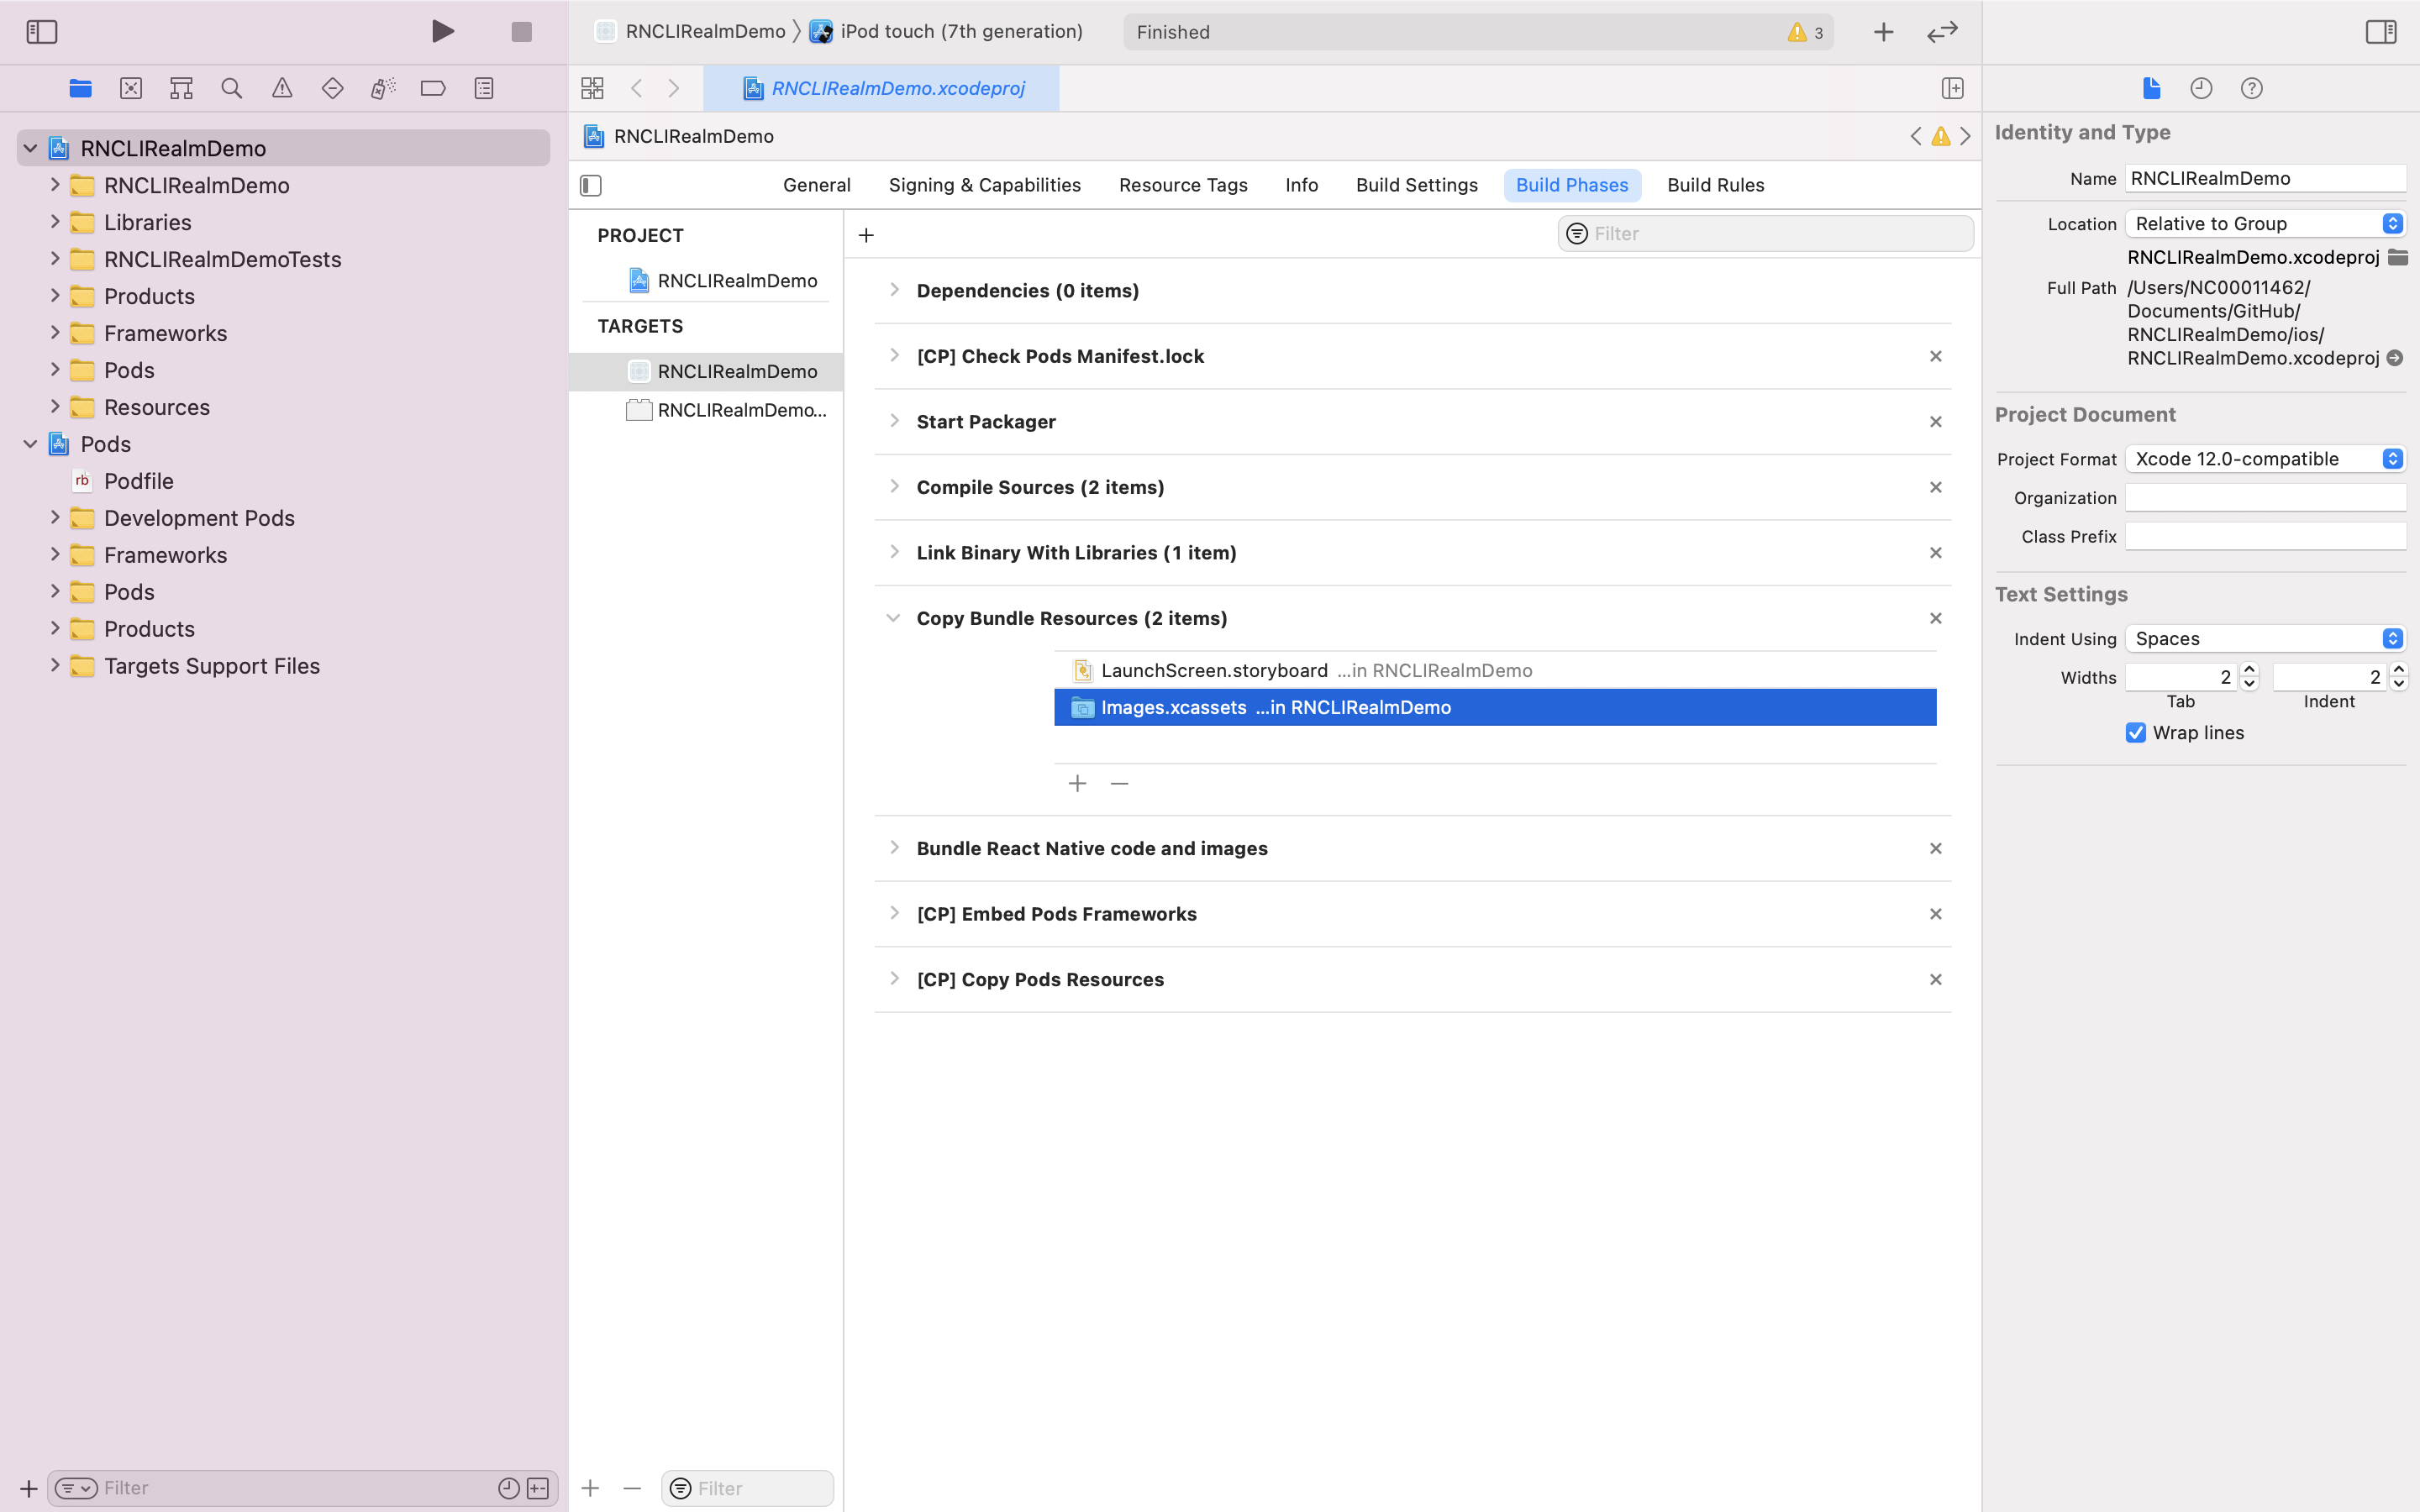 RNCLIRealmDemo
iPod touch (7th generation)
Finished
3
RNCLIRealmDemo.xcodeproj
RNCLIRealmDemo
RNCLIRealmDemo
Libraries
RNCLIRealmDemoTests
Products
Frameworks
Pods
Resources
Pods
rb
Podfile
Development Pods
Frameworks
Pods
Products
Targets Support Files
Filter
RNCLIRealmDemo
General
Signing & Capabilities
Resource Tags
Info
Build Settings
Build Phases
Build Rules
PROJECT
RNCLIRealmDemo
TARGETS
RNCLIRealmDemo
RNCLIRealmDemo...
Filter
Filter
Dependencies (0 items)
[CP] Check Pods Manifest.lock
Start Packager
Compile Sources (2 items)
Link Binary With Libraries (1 item)
Copy Bundle Resources (2 items)
LaunchScreen.storyboard ...in RNCLIRealmDemo
Images.xcassets ...in RNCLIRealmDemo
Bundle React Native code and images
[CP] Embed Pods Frameworks
[CP] Copy Pods Resources
Identity and Type
Name RNCLIRealmDemo
Location Relative to Group
RNCLIRealmDemo.xcodeproj
Full Path /Users/NC00011462/
Documents/GitHub/
RNCLIRealmDemo/ios/
RNCLIRealmDemo.xcodeproj
Project Document
Project Format Xcode 12.0-compatible
Organization
Class Prefix
Text Settings
Indent Using Spaces
Widths 2 2
Tab Indent
Wrap lines